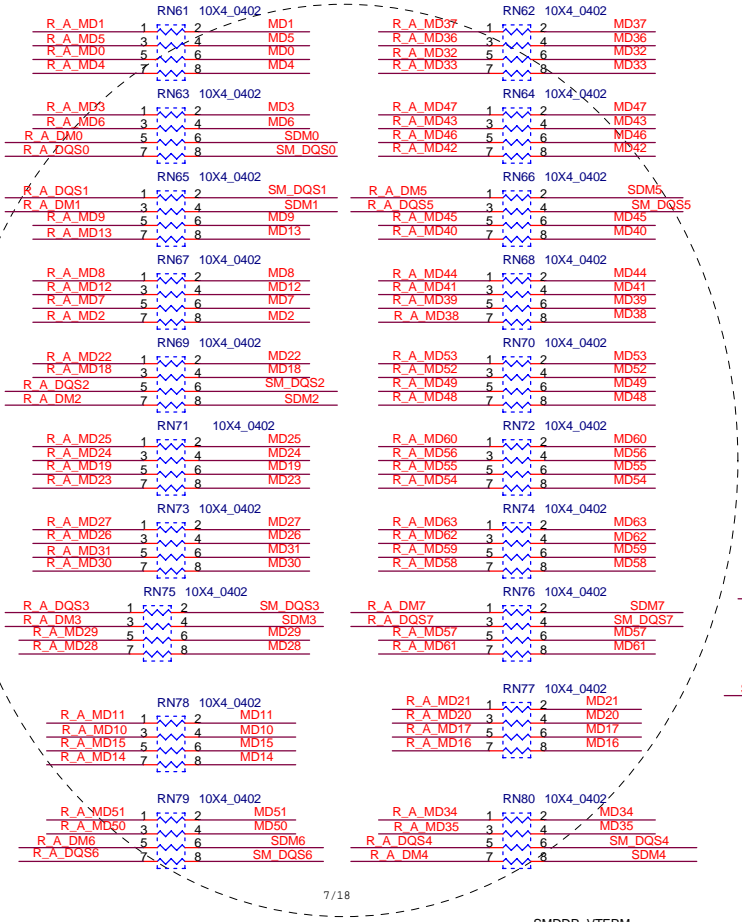 RN61 10X4_0402
R_A_MD1 1 2 MD1
R_A_MD5 3 4 MD5
R_A_MD0 5 6 MD0
R_A_MD4 7 8 MD4
RN62 10X4_0402
R_A_MD37 1 2 MD37
R_A_MD36 3 4 MD36
R_A_MD32 5 6 MD32
R_A_MD33 7 8 MD33
RN63 10X4_0402
R_A_MD3 1 2 MD3
R_A_MD6 3 4 MD6
R_A_DM0 5 6 SDM0
R_A_DQS0 7 8 SM_DQS0
RN64 10X4_0402
R_A_MD47 1 2 MD47
R_A_MD43 3 4 MD43
R_A_MD46 5 6 MD46
R_A_MD42 7 8 MD42
RN65 10X4_0402
R_A_DQS1 1 2 SM_DQS1
R_A_DM1 3 4 SDM1
R_A_MD9 5 6 MD9
R_A_MD13 7 8 MD13
RN66 10X4_0402
R_A_DM5 1 2 SDM5
R_A_DQS5 3 4 SM_DQS5
R_A_MD45 5 6 MD45
R_A_MD40 7 8 MD40
RN67 10X4_0402
R_A_MD8 1 2 MD8
R_A_MD12 3 4 MD12
R_A_MD7 5 6 MD7
R_A_MD2 7 8 MD2
RN68 10X4_0402
R_A_MD44 1 2 MD44
R_A_MD41 3 4 MD41
R_A_MD39 5 6 MD39
R_A_MD38 7 8 MD38
RN69 10X4_0402
R_A_MD22 1 2 MD22
R_A_MD18 3 4 MD18
R_A_DQS2 5 6 SM_DQS2
R_A_DM2 7 8 SDM2
RN70 10X4_0402
R_A_MD53 1 2 MD53
R_A_MD52 3 4 MD52
R_A_MD49 5 6 MD49
R_A_MD48 7 8 MD48
RN71 10X4_0402
R_A_MD25 1 2 MD25
R_A_MD24 3 4 MD24
R_A_MD19 5 6 MD19
R_A_MD23 7 8 MD23
RN72 10X4_0402
R_A_MD60 1 2 MD60
R_A_MD56 3 4 MD56
R_A_MD55 5 6 MD55
R_A_MD54 7 8 MD54
RN73 10X4_0402
R_A_MD27 1 2 MD27
R_A_MD26 3 4 MD26
R_A_MD31 5 6 MD31
R_A_MD30 7 8 MD30
RN74 10X4_0402
R_A_MD63 1 2 MD63
R_A_MD62 3 4 MD62
R_A_MD59 5 6 MD59
R_A_MD58 7 8 MD58
RN75 10X4_0402
R_A_DQS3 1 2 SM_DQS3
R_A_DM3 3 4 SDM3
R_A_MD29 5 6 MD29
R_A_MD28 7 8 MD28
RN76 10X4_0402
R_A_DM7 1 2 SDM7
R_A_DQS7 3 4 SM_DQS7
R_A_MD57 5 6 MD57
R_A_MD61 7 8 MD61
RN78 10X4_0402
R_A_MD11 1 2 MD11
R_A_MD10 3 4 MD10
R_A_MD15 5 6 MD15
R_A_MD14 7 8 MD14
RN77 10X4_0402
R_A_MD21 1 2 MD21
R_A_MD20 3 4 MD20
R_A_MD17 5 6 MD17
R_A_MD16 7 8 MD16
RN79 10X4_0402
R_A_MD51 1 2 MD51
R_A_MD50 3 4 MD50
R_A_DM6 5 6 SDM6
R_A_DQS6 7 8 SM_DQS6
RN80 10X4_0402
R_A_MD34 1 2 MD34
R_A_MD35 3 4 MD35
R_A_DQS4 5 6 SM_DQS4
R_A_DM4 7 8 SDM4
7/18
SMDDR_VTERM